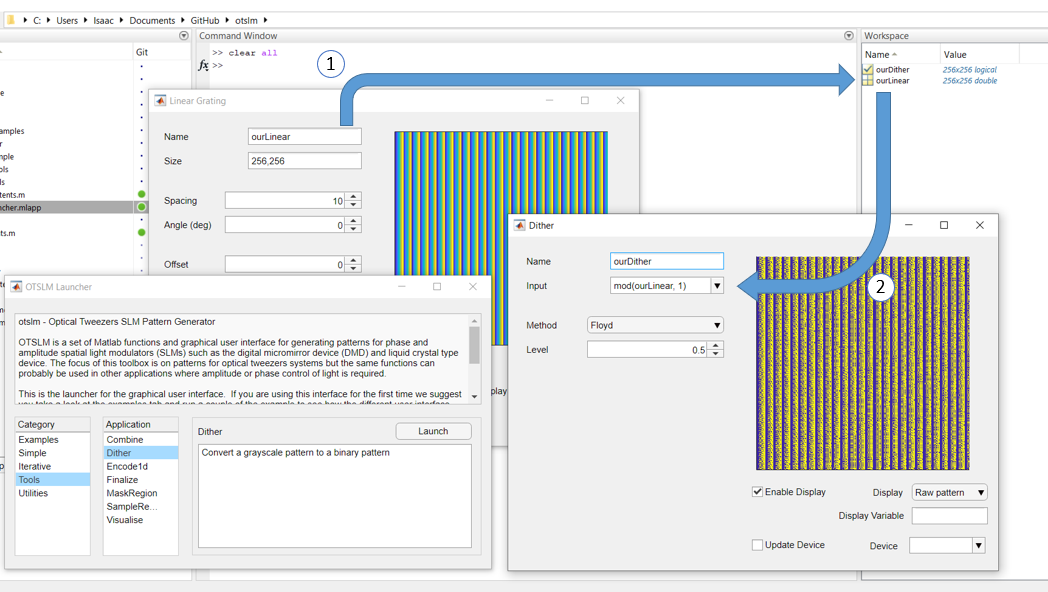 C: Users Isaac Documents GitHub otslm
Git
Command Window
Workspace
>> clear all
fx >>
1
Name Value
ourDither 256x256 logical
ourLinear 256x256 double
tents.m
ncher.mlapp
ts.m
Linear Grating
Name ourLinear
Size 256,256
Spacing 10
Angle (deg) 0
Offset 0
play
Dither
Name ourDither
Input mod(ourLinear, 1)
2
Method Floyd
Level 0.5
Enable Display
Display Raw pattern
Display Variable
Update Device
Device
OTSLM Launcher
otslm - Optical Tweezers SLM Pattern Generator
OTSLM is a set of Matlab functions and graphical user interface for generating patterns for phase and
amplitude spatial light modulators (SLMs) such as the digital micromirror device (DMD) and liquid crystal type
device. The focus of this toolbox is on patterns for optical tweezers systems but the same functions can
probably be used in other applications where amplitude or phase control of light is required.
This is the launcher for the graphical user interface. If you are using this interface for the first time we suggest
Category
Examples
Simple
Iterative
Tools
Utilities
Application
Combine
Dither
Encode1d
Finalize
MaskRegion
SampleRe...
Visualise
Dither
Launch
Convert a grayscale pattern to a binary pattern